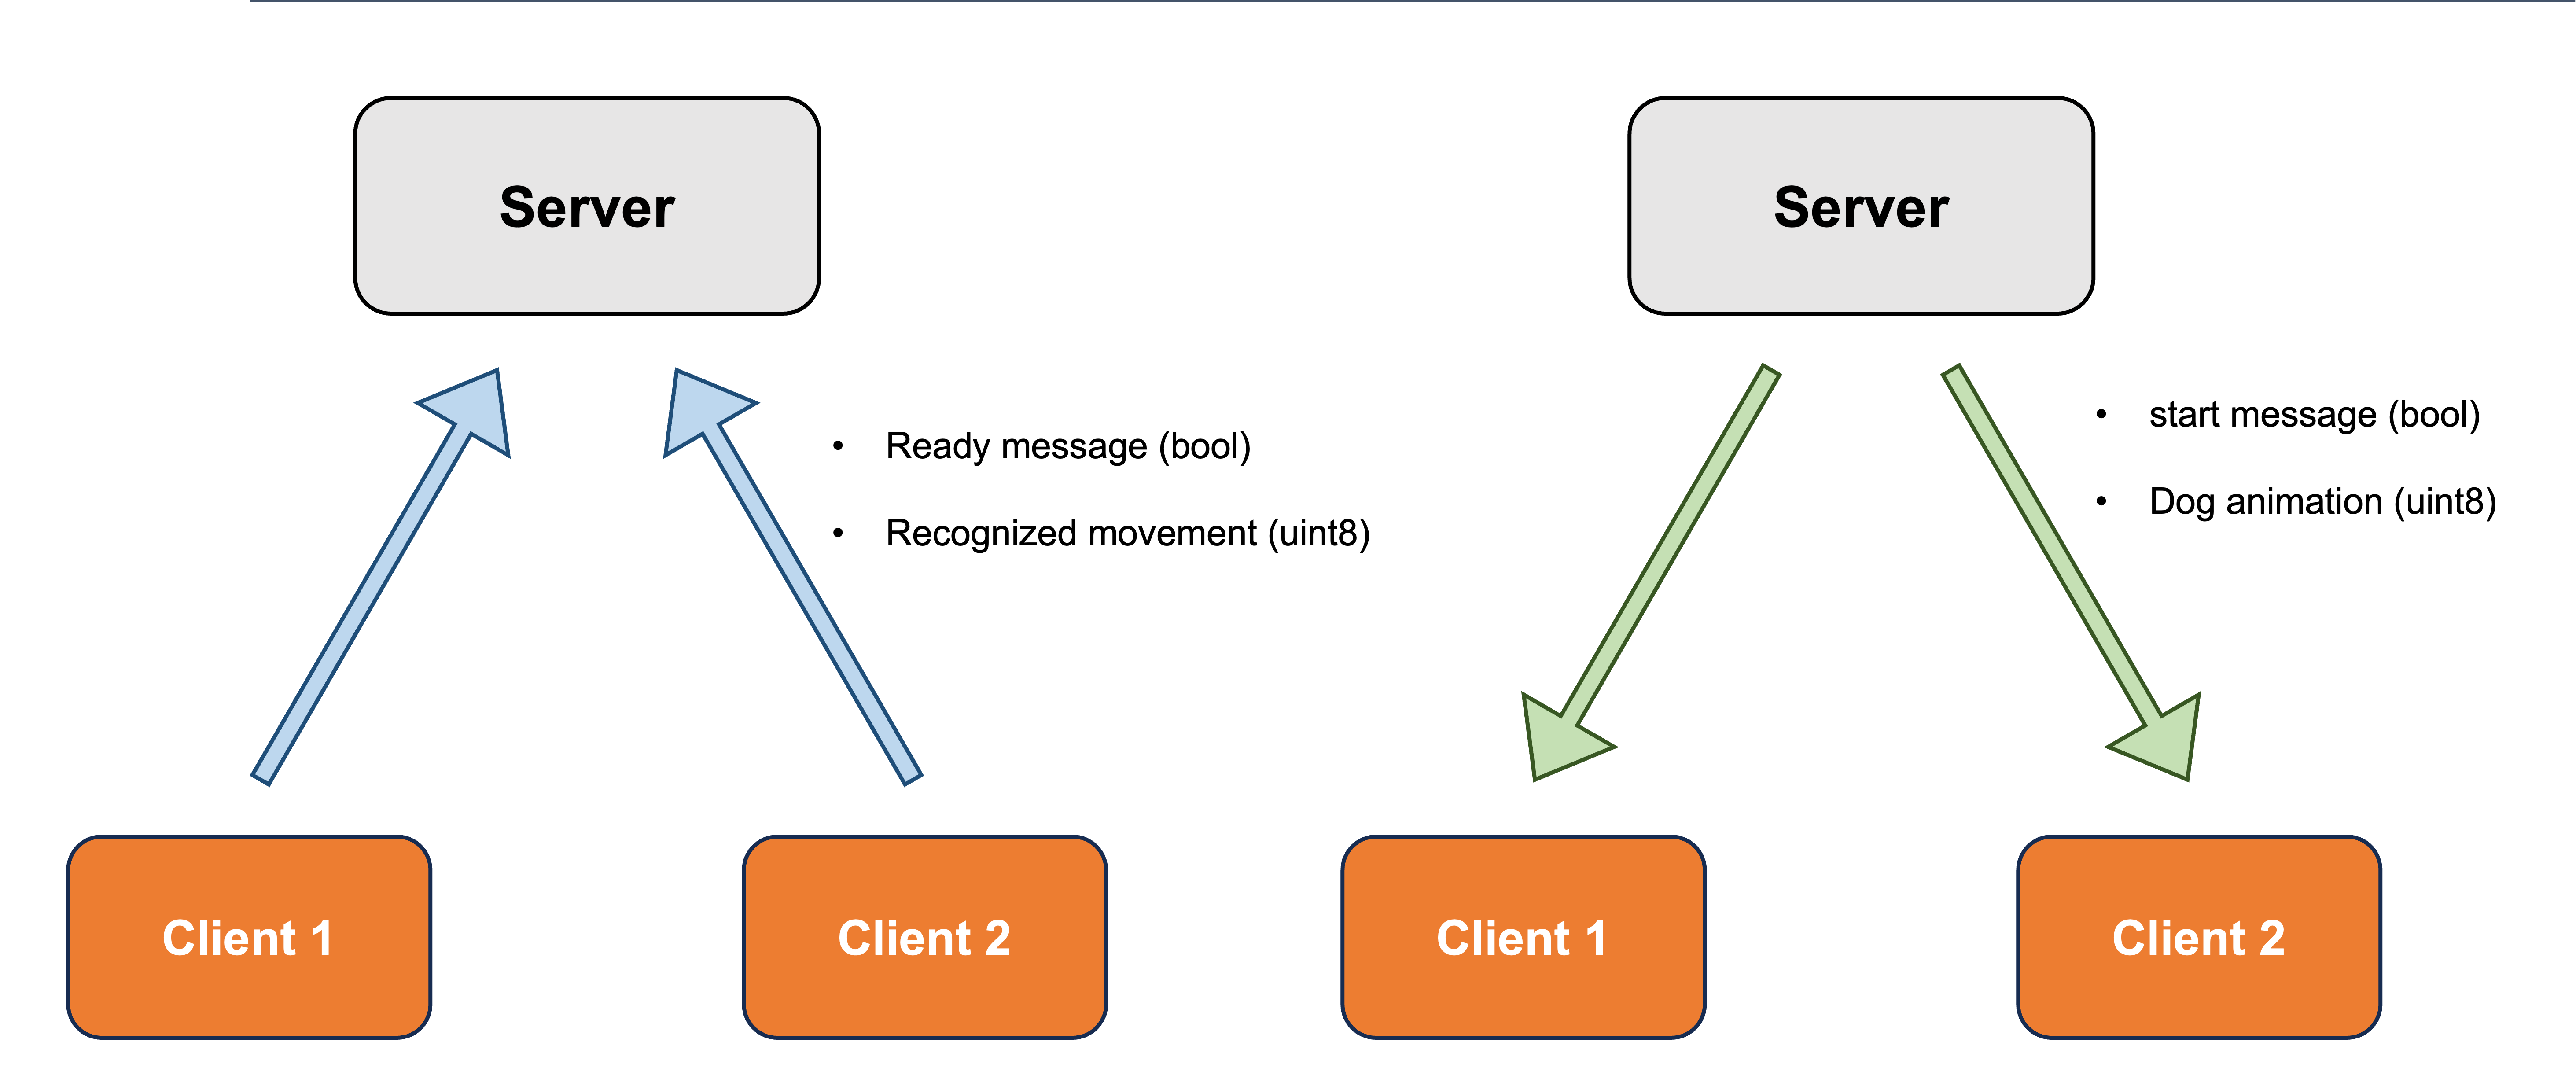 Server
• Ready message (bool)
• Recognized movement (uint8)
Client 1
Client 2
Server
• start message (bool)
• Dog animation (uint8)
Client 1
Client 2